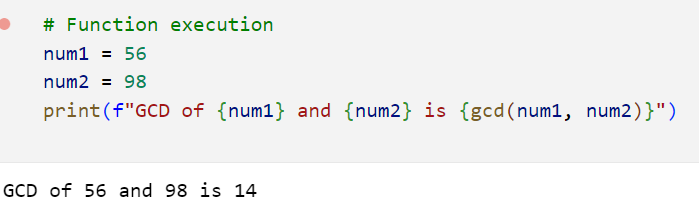 # Function execution
num1 = 56
num2 = 98
print(f"GCD of {num1} and {num2} is {gcd(num1, num2)}")
GCD of 56 and 98 is 14